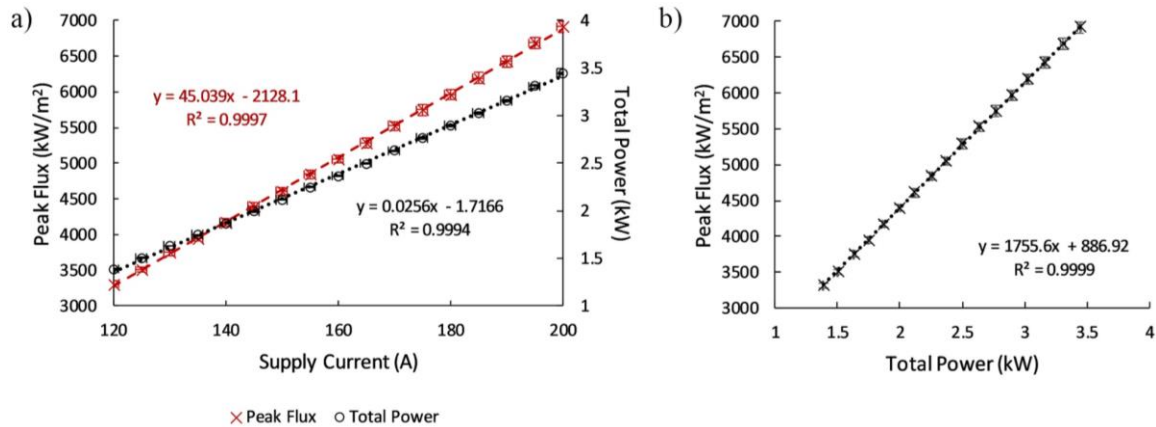 a)
7000
6500
6000
5500
5000
4500
4000
3500
3000
Peak Flux (kW/m²)
y = 45.039x - 2128.1
R² = 0.9997
y = 0.0256x - 1.7166
R² = 0.9994
4
3.5
3
2.5
2
1.5
1
Total Power (kW)
120 140 160 180 200
Supply Current (A)
Peak Flux Total Power
b)
7000
6500
6000
5500
5000
4500
4000
3500
3000
Peak Flux (kW/m²)
y = 1755.6x + 886.92
R² = 0.9999
1 1.5 2 2.5 3 3.5 4
Total Power (kW)